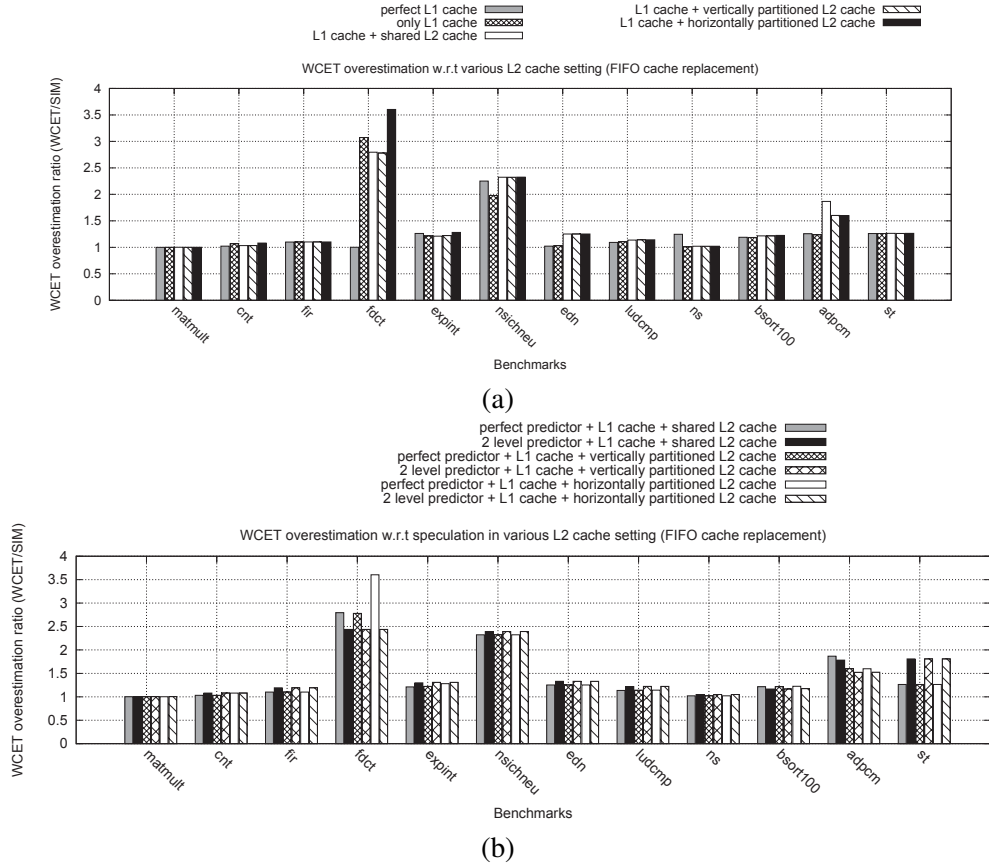 perfect L1 cache
only L1 cache
L1 cache + shared L2 cache
L1 cache + vertically partitioned L2 cache
L1 cache + horizontally partitioned L2 cache
WCET overestimation w.r.t various L2 cache setting (FIFO cache replacement)
WCET overestimation ratio (WCET/SIM)
4
3.5
3
2.5
2
1.5
1
0.5
0
matmult
cnt
fir
fdct
expint
nsichneu
edn
ludcmp
ns
bsort100
adpcm
st
Benchmarks
(a)
perfect predictor + L1 cache + shared L2 cache
2 level predictor + L1 cache + shared L2 cache
perfect predictor + L1 cache + vertically partitioned L2 cache
2 level predictor + L1 cache + vertically partitioned L2 cache
perfect predictor + L1 cache + horizontally partitioned L2 cache
2 level predictor + L1 cache + horizontally partitioned L2 cache
WCET overestimation w.r.t speculation in various L2 cache setting (FIFO cache replacement)
WCET overestimation ratio (WCET/SIM)
4
3.5
3
2.5
2
1.5
1
0.5
0
matmult
cnt
fir
fdct
expint
nsichneu
edn
ludcmp
ns
bsort100
adpcm
st
Benchmarks
(b)